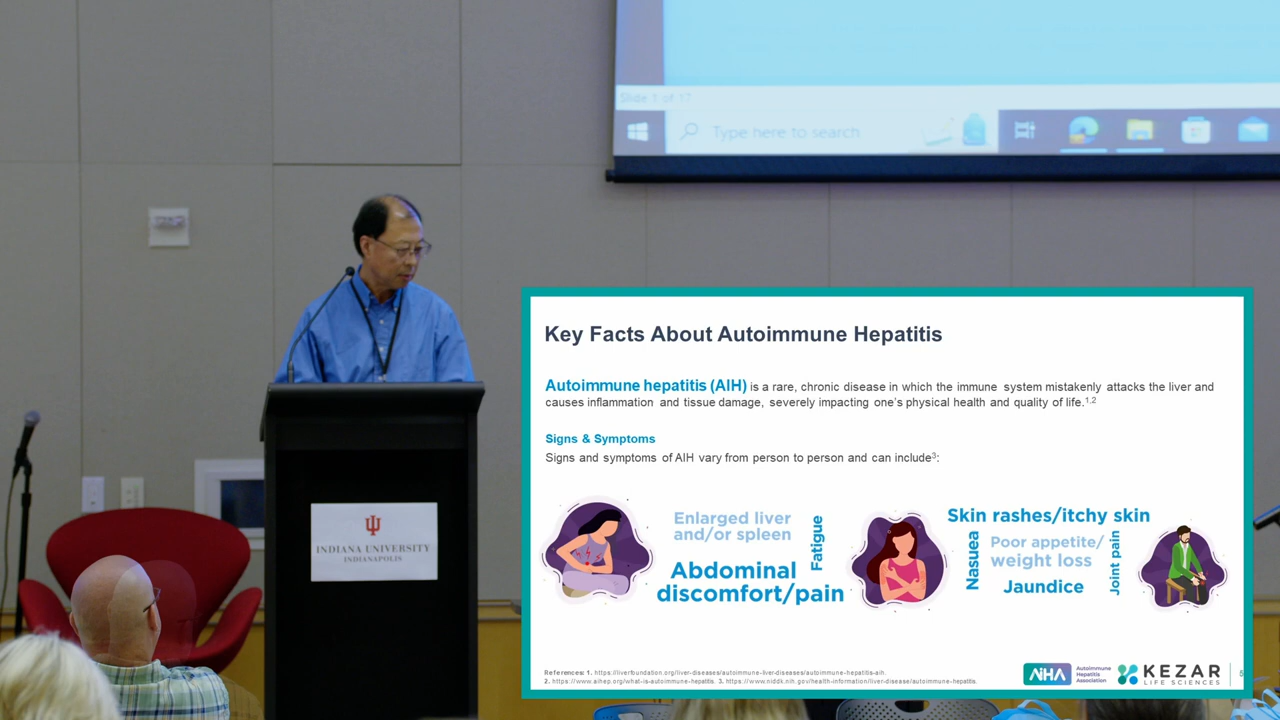 Slide 1 of 17
Type here to search
INDIANA UNIVERSITY
INDIANAPOLIS
Key Facts About Autoimmune Hepatitis
Autoimmune hepatitis (AIH) is a rare, chronic disease in which the immune system mistakenly attacks the liver and
causes inflammation and tissue damage, severely impacting one's physical health and quality of life.1,2
Signs & Symptoms
Signs and symptoms of AIH vary from person to person and can include3:
Enlarged liver
and/or spleen
Fatigue
Abdominal
discomfort/pain
Skin rashes/itchy skin
Nasuea
Poor appetite/
weight loss
Joint pain
Jaundice
References: 1. https://liverfoundation.org/liver-diseases/autoimmune-liver-diseases/autoimmune-hepatitis-aih.
2. https://www.aihep.org/what-is-autoimmune-hepatitis. 3. https://www.niddk.nih.gov/health-information/liver-disease/autoimmune-hepatitis.
AIHA
Autoimmune
Hepatitis
Association
KEZAR
LIFE SCIENCES
5